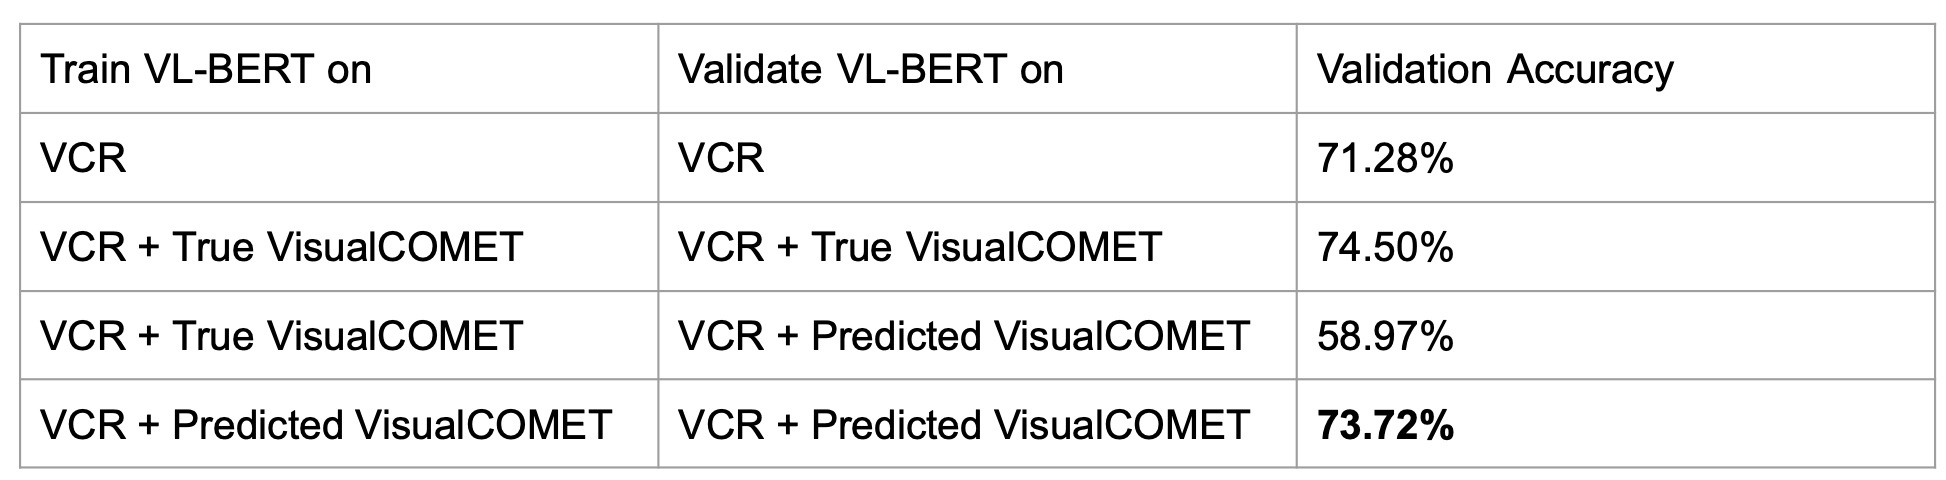 Train VL-BERT on Validate VL-BERT on Validation Accuracy
VCR VCR 71.28%
VCR + True VisualCOMET VCR + True VisualCOMET 74.50%
VCR + True VisualCOMET VCR + Predicted VisualCOMET 58.97%
VCR + Predicted VisualCOMET VCR + Predicted VisualCOMET 73.72%